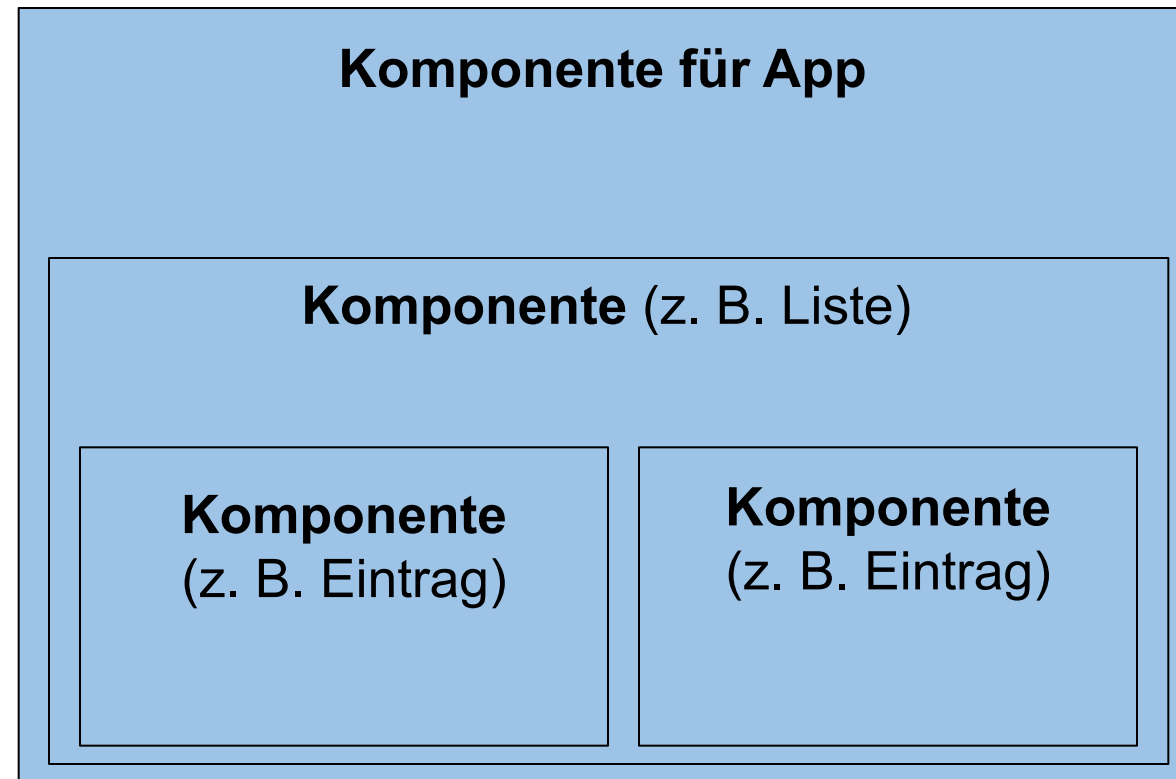 Komponente für App
Komponente (z. B. Liste)
Komponente
(z. B. Eintrag)
Komponente
(z. B. Eintrag)